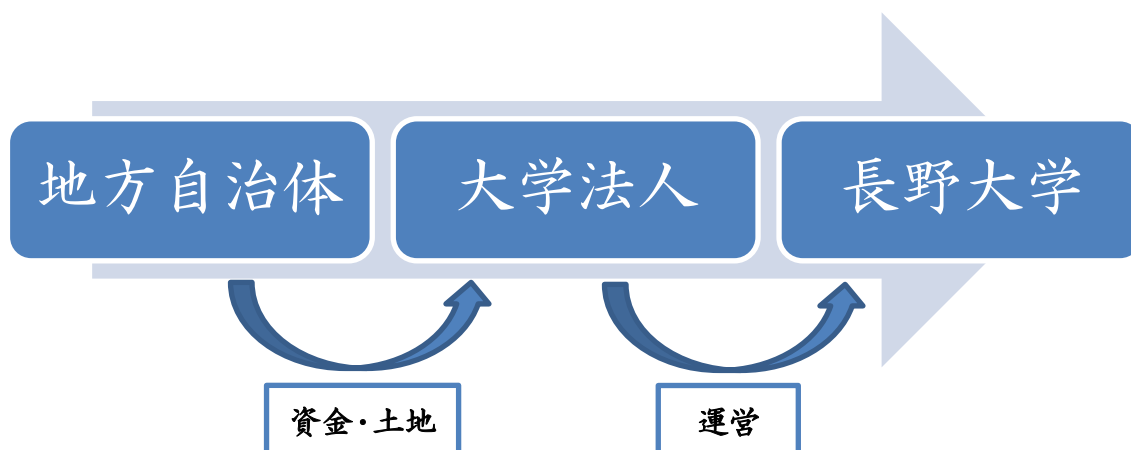 地方自治体
大学法人
長野大学
資金・土地
運営